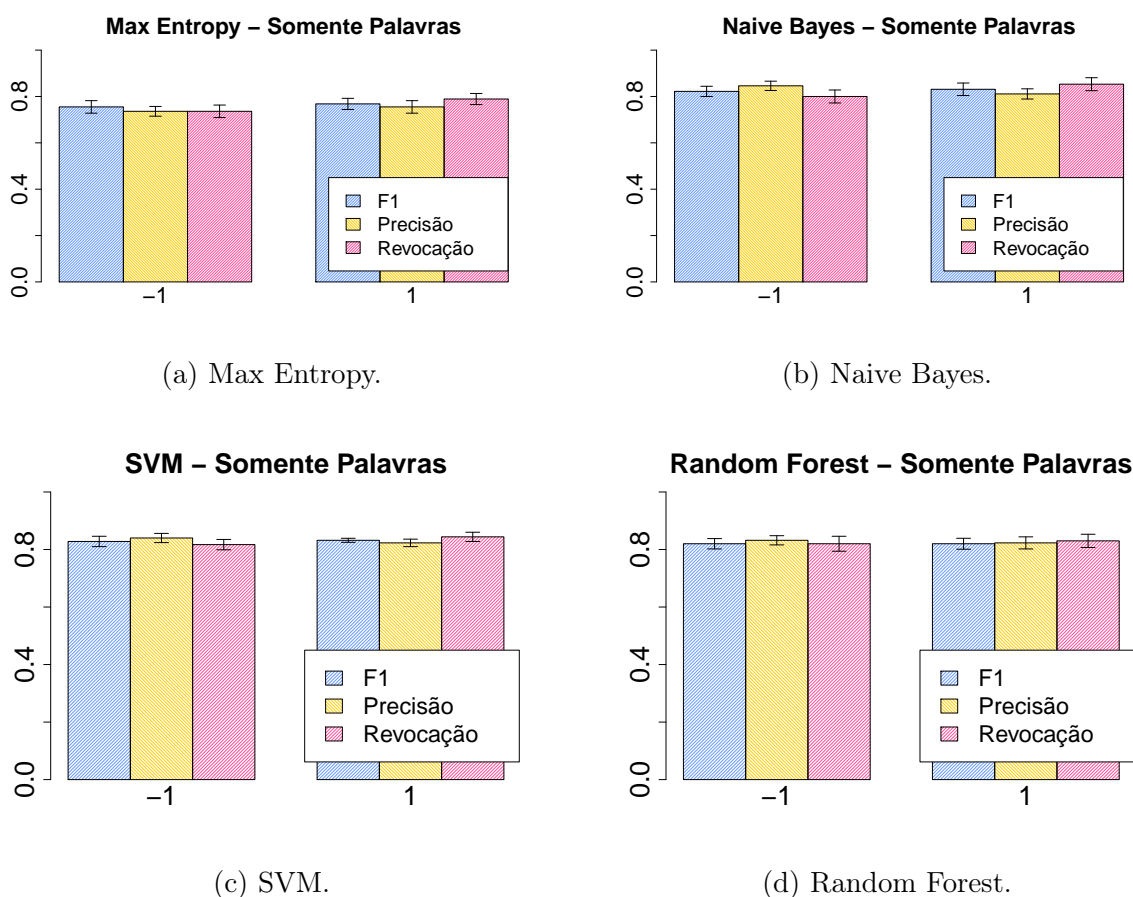 Max Entropy – Somente Palavras
0.8
0.4
0.0
F1
Precisão
Revocação
−1
1
(a) Max Entropy.
Naive Bayes – Somente Palavras
0.8
0.4
0.0
F1
Precisão
Revocação
−1
1
(b) Naive Bayes.
SVM – Somente Palavras
0.8
0.4
0.0
F1
Precisão
Revocação
−1
1
(c) SVM.
Random Forest – Somente Palavras
0.8
0.4
0.0
F1
Precisão
Revocação
−1
1
(d) Random Forest.